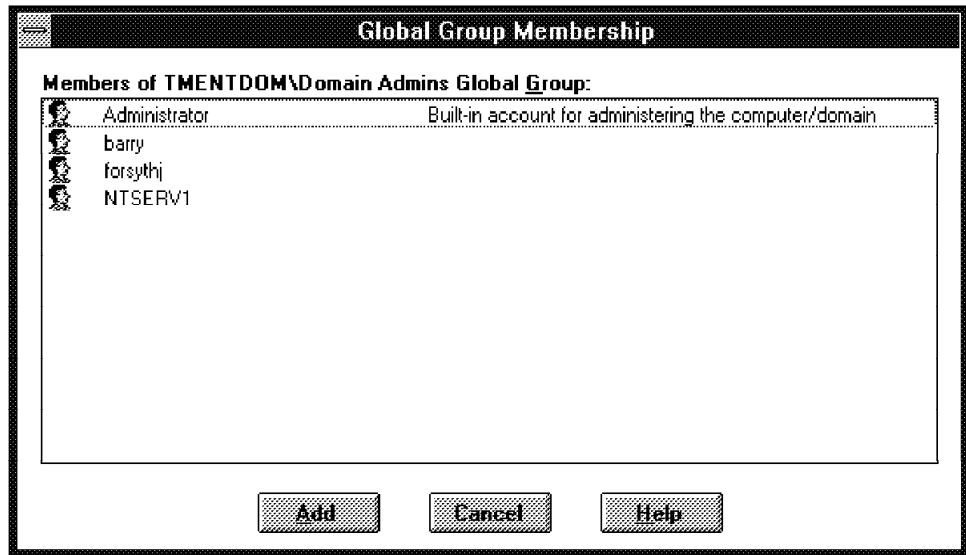 Global Group Membership
Members of TMENTDOM\Domain Admins Global Group:
Administrator Built-in account for administering the computer/domain
barry
forsythj
NTSERV1
Add Cancel Help